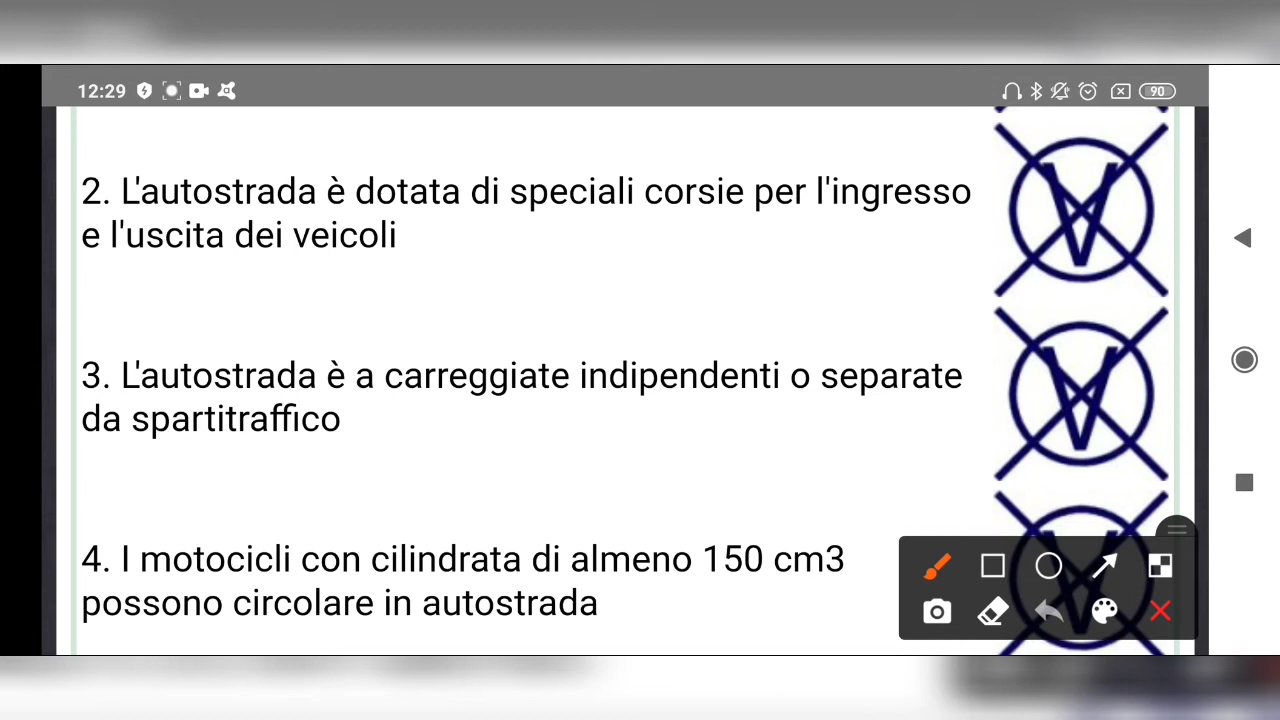 12:29
90
2. L'autostrada è dotata di speciali corsie per l'ingresso
e l'uscita dei veicoli
V
3. L'autostrada è a carreggiate indipendenti o separate
da spartitraffico
V
4. I motocicli con cilindrata di almeno 150 cm3
possono circolare in autostrada
V